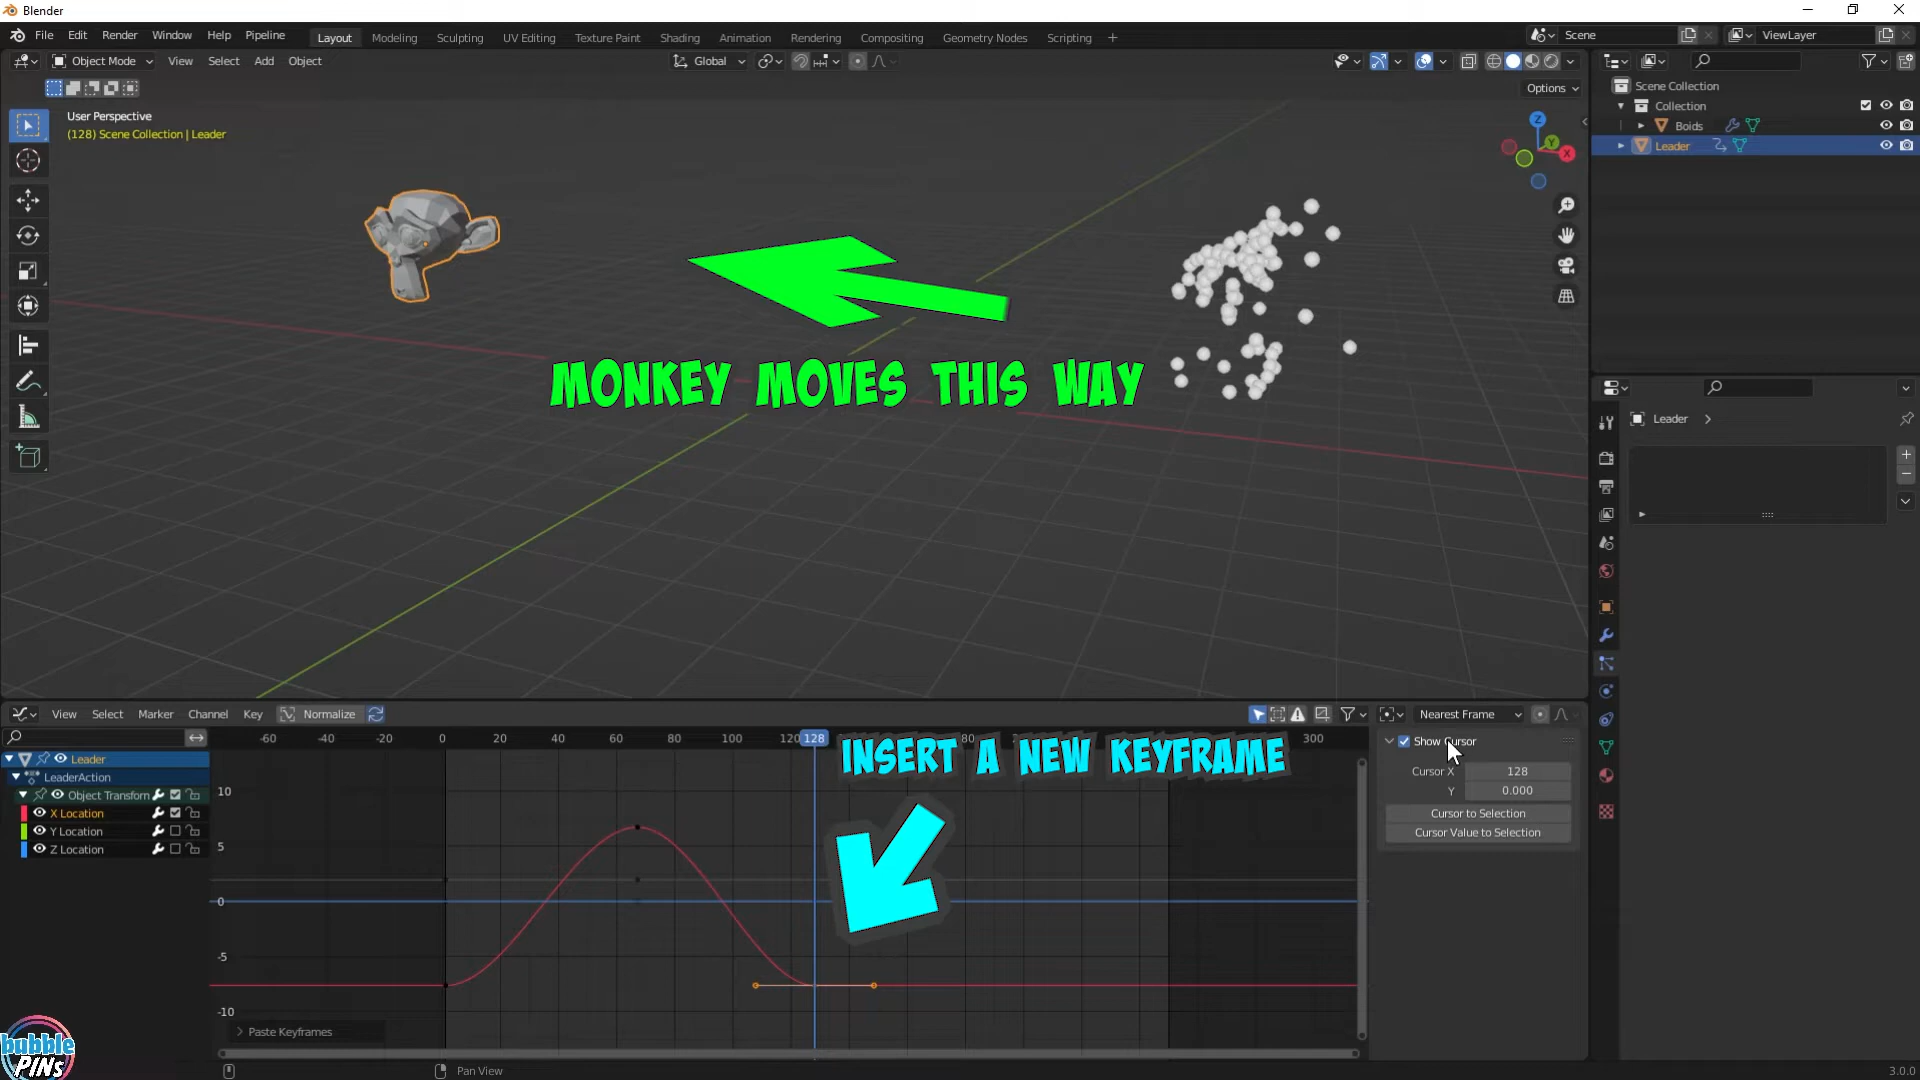 Blender
File Edit Render Window Help Pipeline
Layout Modeling Sculpting UV Editing Texture Paint Shading Animation Rendering Compositing Geometry Nodes Scripting +
Scene
ViewLayer
Object Mode View Select Add Object
Global
Options
User Perspective
(128) Scene Collection | Leader
Z
Y
X
Scene Collection
Collection
Boids
Leader
MONKEY MOVES THIS WAY
Leader
View Select Marker Channel Key Normalize
Nearest Frame
-60 -40 -20 0 20 40 60 80 100 120 128 300
INSERT A NEW KEYFRAME
Leader
LeaderAction
Object Transforn
X Location
Y Location
Z Location
10
5
0
-5
-10
Show Cursor
Cursor X 128
Y 0.000
Cursor to Selection
Cursor Value to Selection
Paste Keyframes
bubble
PINs
Pan View
3.0.0